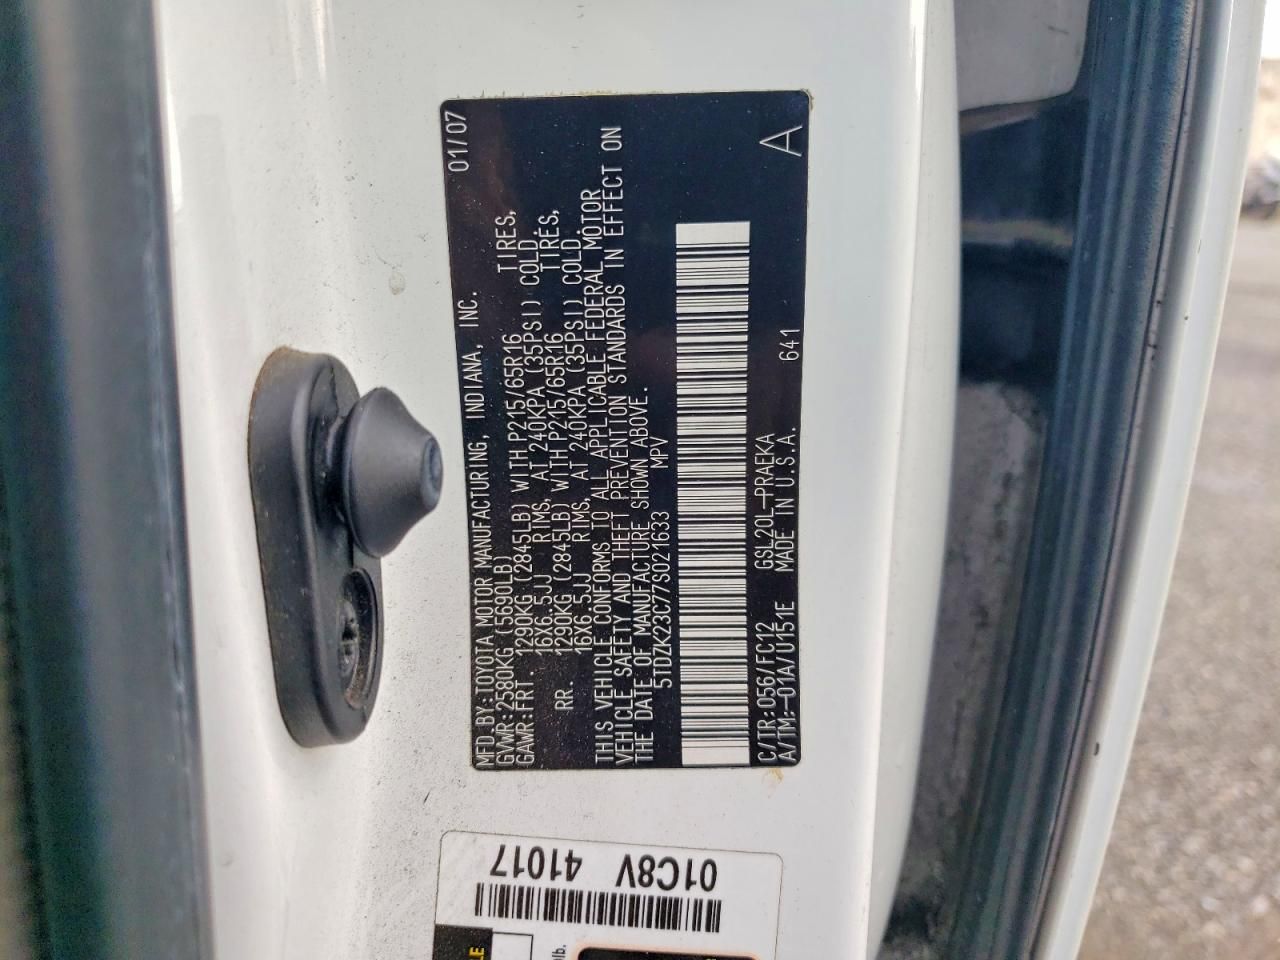 MFD.BY:TOYOTA MOTOR MANUFACTURING, INDIANA, INC. 01/07
GVWR:2580KG (5690LB)
GAWR:FRT. 1290KG (2845LB) WITH P215/65R16 TIRES,
16X6.5JJ RIMS, AT 240KPA (35PSI) COLD.
RR. 1290KG (2845LB) WITH P215/65R16 TIRES,
16X6.5JJ RIMS, AT 240KPA (35PSI) COLD.
THIS VEHICLE CONFORMS TO ALL APPLICABLE FEDERAL MOTOR
VEHICLE SAFETY AND THEFT PREVENTION STANDARDS IN EFFECT ON
THE DATE OF MANUFACTURE SHOWN ABOVE.
5TDZK23C77S021633 MPV
C/TR:056/FC12 GSL20L-PRAEKA A
A/TM:-01A/U151E MADE IN U.S.A. 641
01C8V 41017
lb.